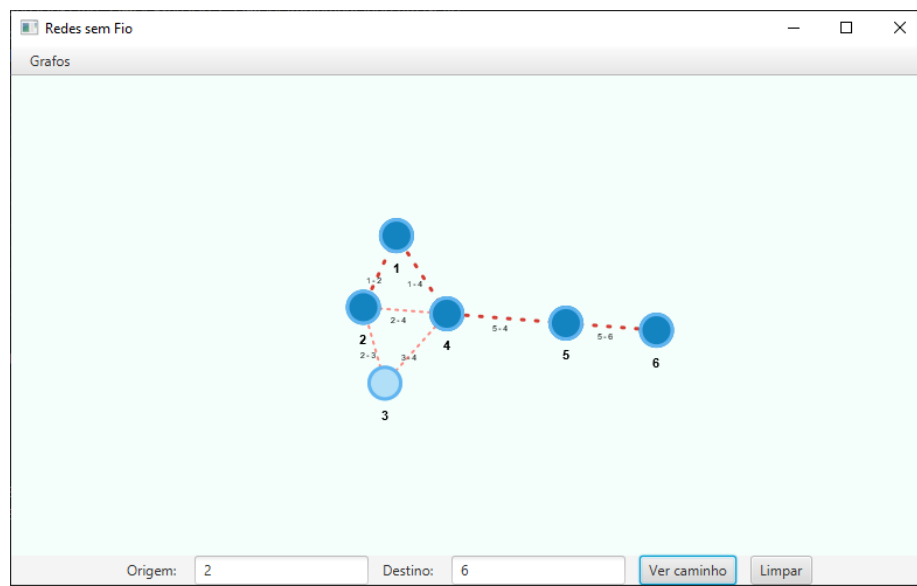 Redes sem Fio
Grafos
1
1 - 2
1 - 4
2 - 4
5 - 4
5 - 6
2
4
5
6
2 - 3
3 - 4
3
Origem: 2 Destino: 6 Ver caminho Limpar